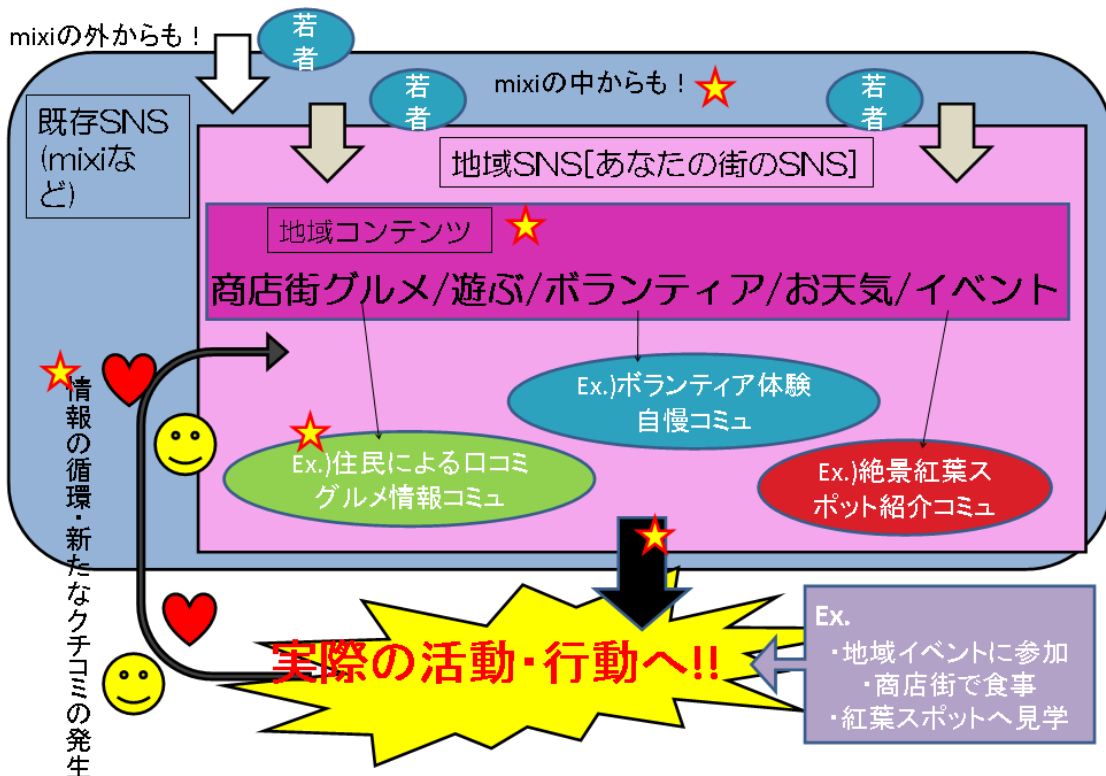 mixiの外からも！
若
者
mixiの中からも！
若
者
若
者
既存SNS
(mixiな
ど)
地域SNS[あなたの街のSNS]
地域コンテンツ
商店街グルメ/遊ぶ/ボランティア/お天気/イベント
Ex.)ボランティア体験
自慢コミュ
Ex.)住民による口コミ
グルメ情報コミュ
Ex.)絶景紅葉ス
ポット紹介コミュ
情報の循環・新たなクチコミの発生
実際の活動・行動へ!!
Ex.
・地域イベントに参加
・商店街で食事
・紅葉スポットへ見学